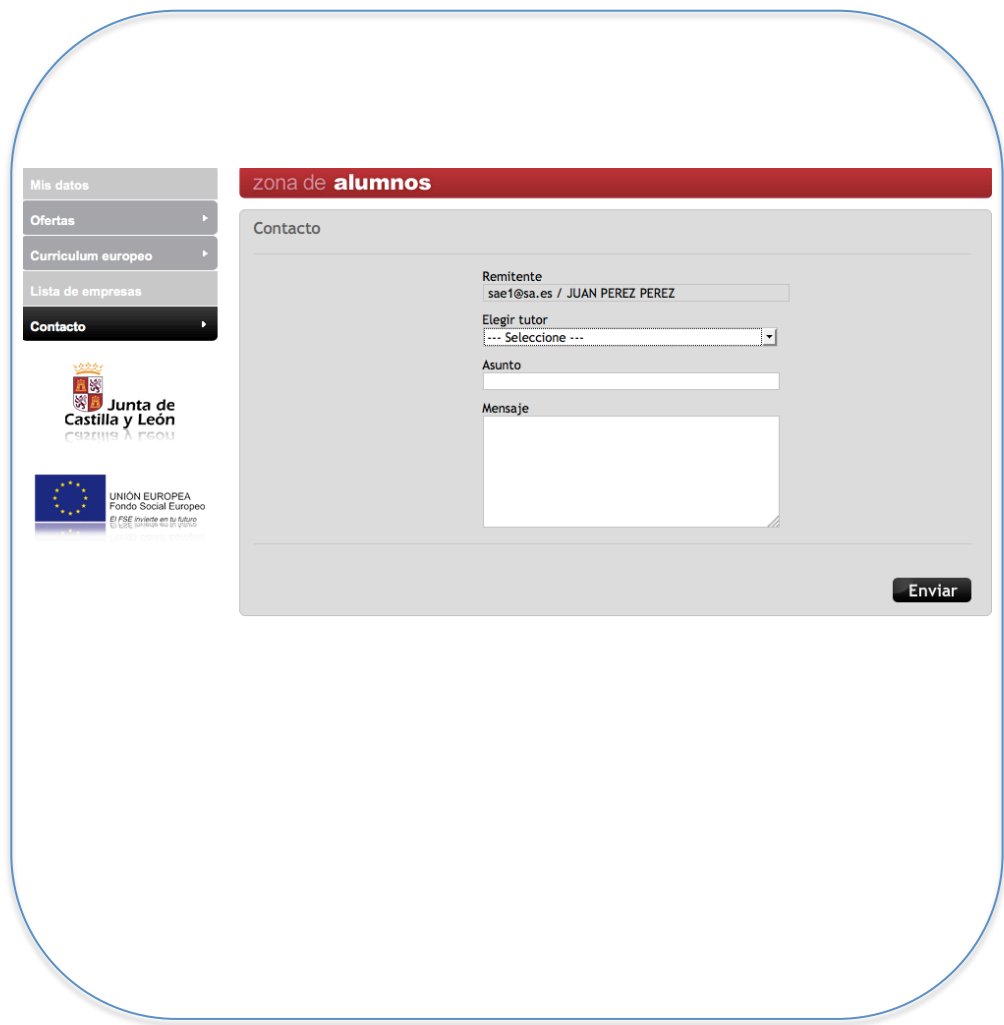 Mis datos
Ofertas
Curriculum europeo
Lista de empresas
Contacto
Junta de
Castilla y León
UNIÓN EUROPEA
Fondo Social Europeo
El FSE invierte en tu futuro
zona de alumnos
Contacto
Remitente
sae1@sa.es / JUAN PEREZ PEREZ
Elegir tutor
--- Seleccione ---
Asunto
Mensaje
Enviar